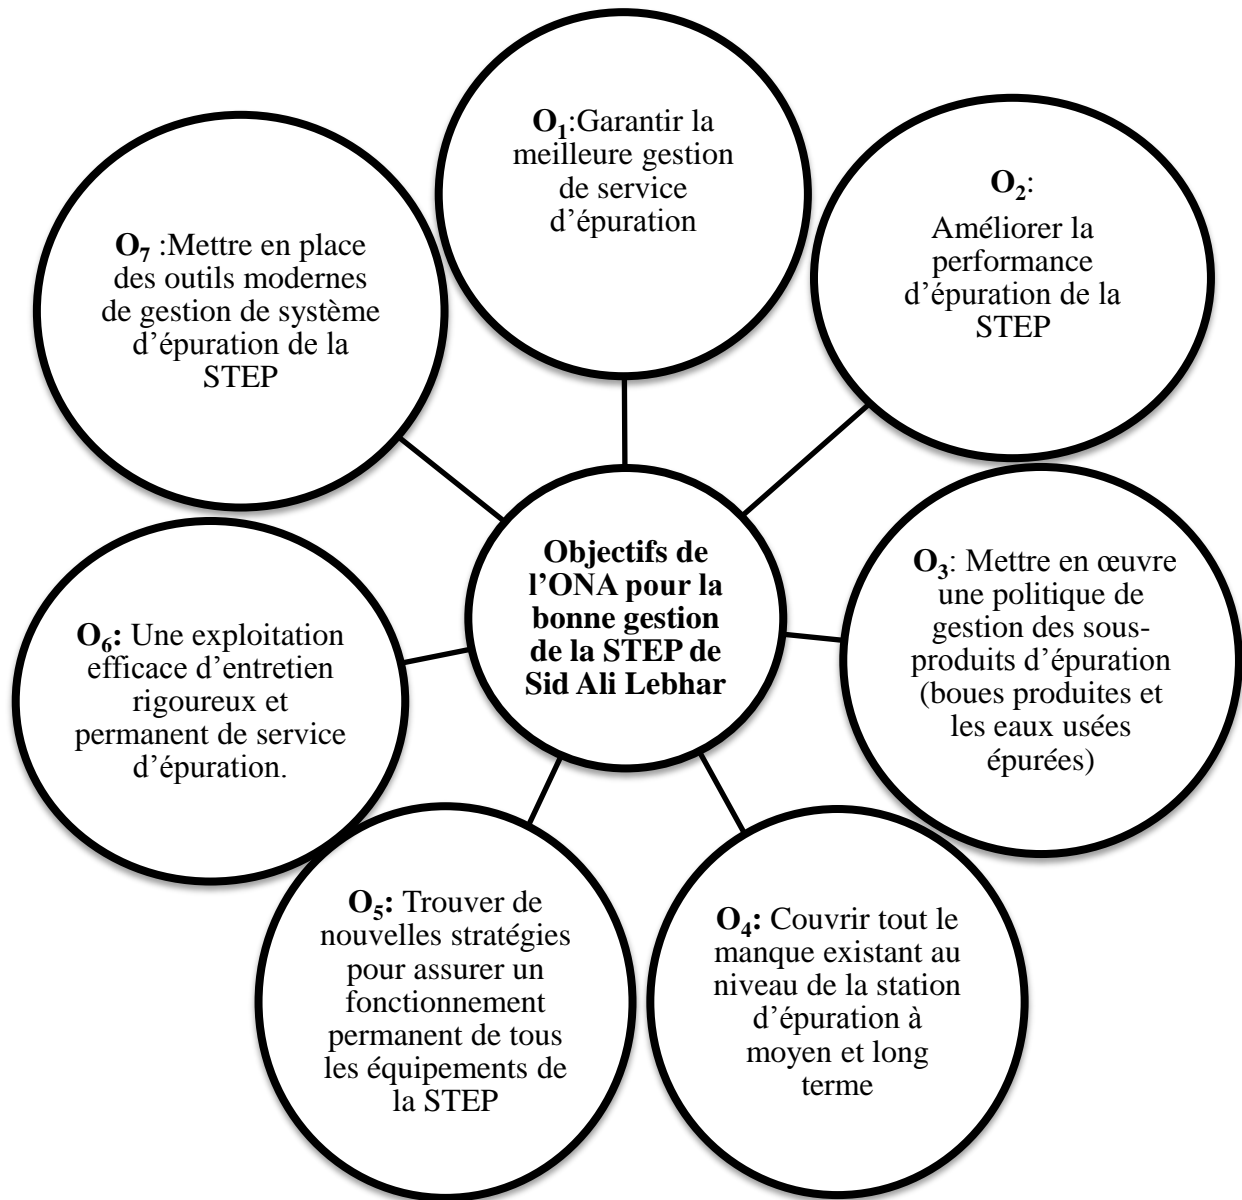 O₁:Garantir la
meilleure gestion
de service
d’épuration
O₂:
Améliorer la
performance
d’épuration de la
STEP
O₃: Mettre en œuvre
une politique de
gestion des sous-
produits d’épuration
(boues produites et
les eaux usées
épurées)
O₄: Couvrir tout le
manque existant au
niveau de la station
d’épuration à
moyen et long
terme
O₅: Trouver de
nouvelles stratégies
pour assurer un
fonctionnement
permanent de tous
les équipements de
la STEP
O₆: Une exploitation
efficace d’entretien
rigoureux et
permanent de service
d’épuration.
O₇ :Mettre en place
des outils modernes
de gestion de système
d’épuration de la
STEP
Objectifs de
l’ONA pour la
bonne gestion
de la STEP de
Sid Ali Lebhar